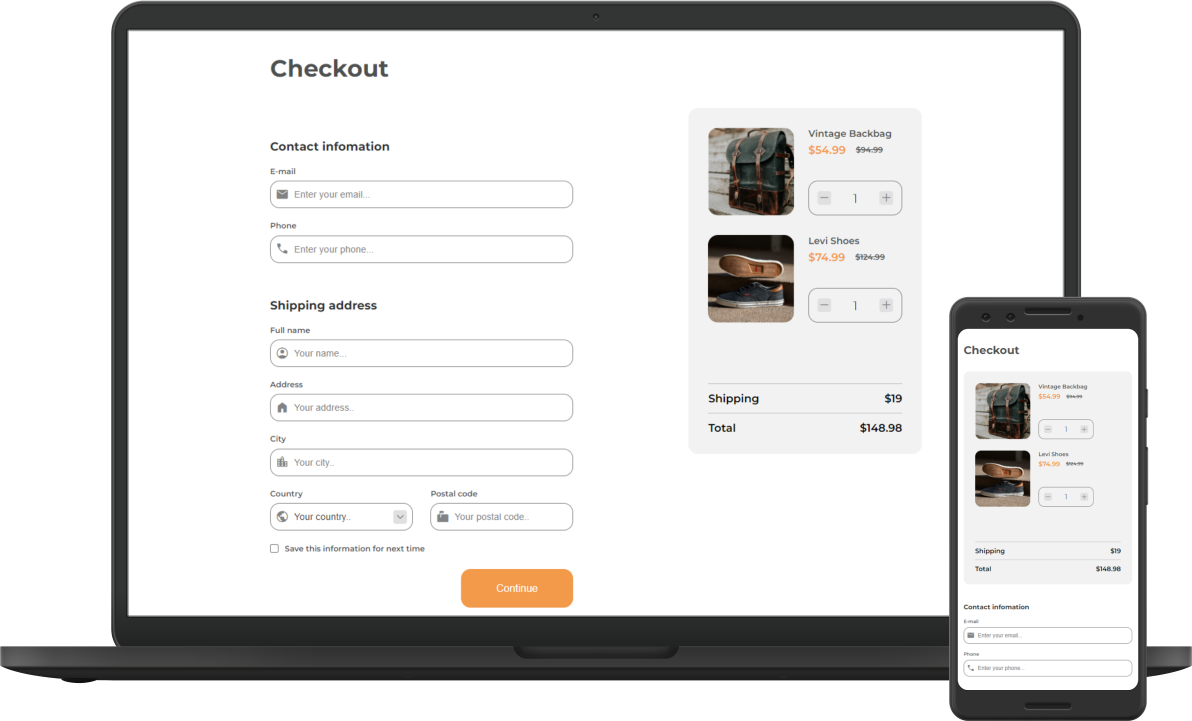 Checkout
Contact infomation
E-mail
Enter your email...
Phone
Enter your phone...
Shipping address
Full name
Your name...
Address
Your address..
City
Your city..
Country
Postal code
Your country..
Your postal code..
Save this information for next time
Continue
Vintage Backbag
$54.99 $94.99
1
Levi Shoes
$74.99 $124.99
1
Shipping $19
Total $148.98
Checkout
Vintage Backbag
$54.99 $94.99
1
Levi Shoes
$74.99 $124.99
1
Shipping $19
Total $148.98
Contact infomation
E-mail
Enter your email...
Phone
Enter your phone...